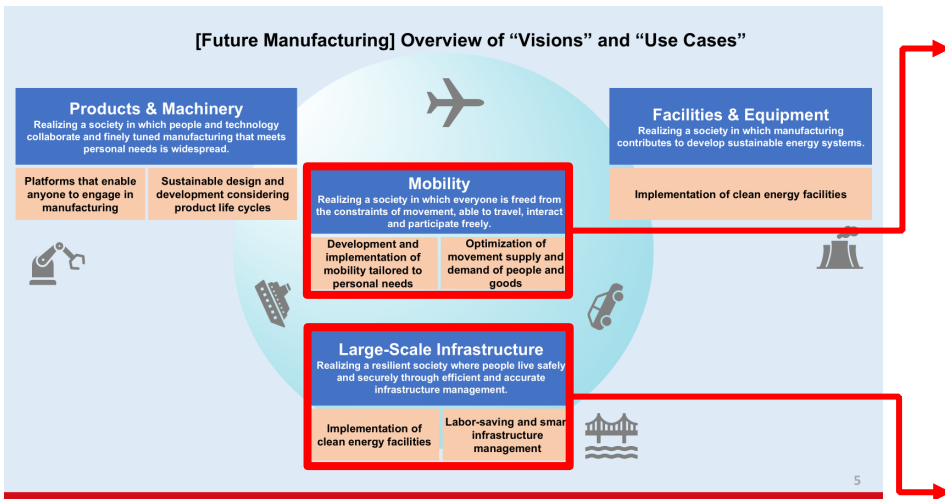 [Future Manufacturing] Overview of “Visions” and “Use Cases”
Products & Machinery
Realizing a society in which people and technology
collaborate and finely tuned manufacturing that meets
personal needs is widespread.
Platforms that enable
anyone to engage in
manufacturing
Sustainable design and
development considering
product life cycles
Mobility
Realizing a society in which everyone is freed from
the constraints of movement, able to travel, interact
and participate freely.
Development and
implementation of
mobility tailored to
personal needs
Optimization of
movement supply and
demand of people and
goods
Facilities & Equipment
Realizing a society in which manufacturing
contributes to develop sustainable energy systems.
Implementation of clean energy facilities
Large-Scale Infrastructure
Realizing a resilient society where people live safely
and securely through efficient and accurate
infrastructure management.
Implementation of
clean energy facilities
Labor-saving and smar
infrastructure
management
5